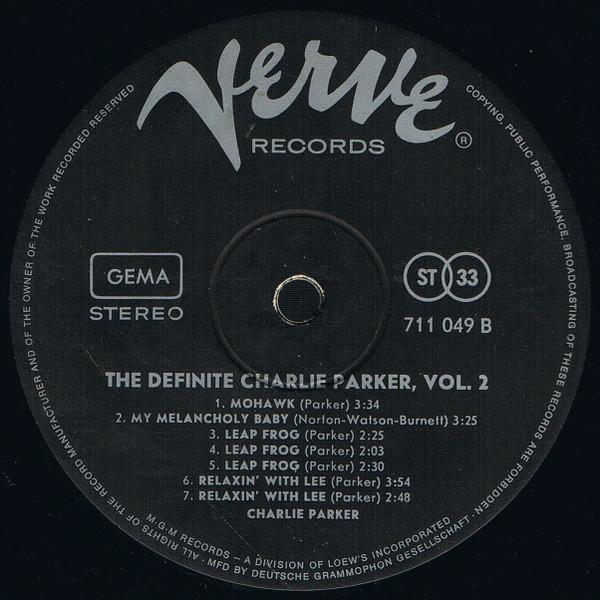 Verve
RECORDS ®
GEMA
STEREO
ST 33
711 049 B
THE DEFINITE CHARLIE PARKER, VOL. 2
1. MOHAWK (Parker) 3:34
2. MY MELANCHOLY BABY (Norton-Watson-Burnett) 3:25
3. LEAP FROG (Parker) 2:25
4. LEAP FROG (Parker) 2:03
5. LEAP FROG (Parker) 2:30
6. RELAXIN' WITH LEE (Parker) 3:54
7. RELAXIN' WITH LEE (Parker) 2:48
CHARLIE PARKER
M-G-M RECORDS – A DIVISION OF LOEW'S INCORPORATED
· ALL RIGHTS OF THE RECORD MANUFACTURER AND OF THE OWNER OF THE WORK RECORDED RESERVED
COPYING, PUBLIC PERFORMANCE, BROADCASTING OF THESE RECORDS ARE FORBIDDEN
· MFD BY DEUTSCHE GRAMMOPHON GESELLSCHAFT ·